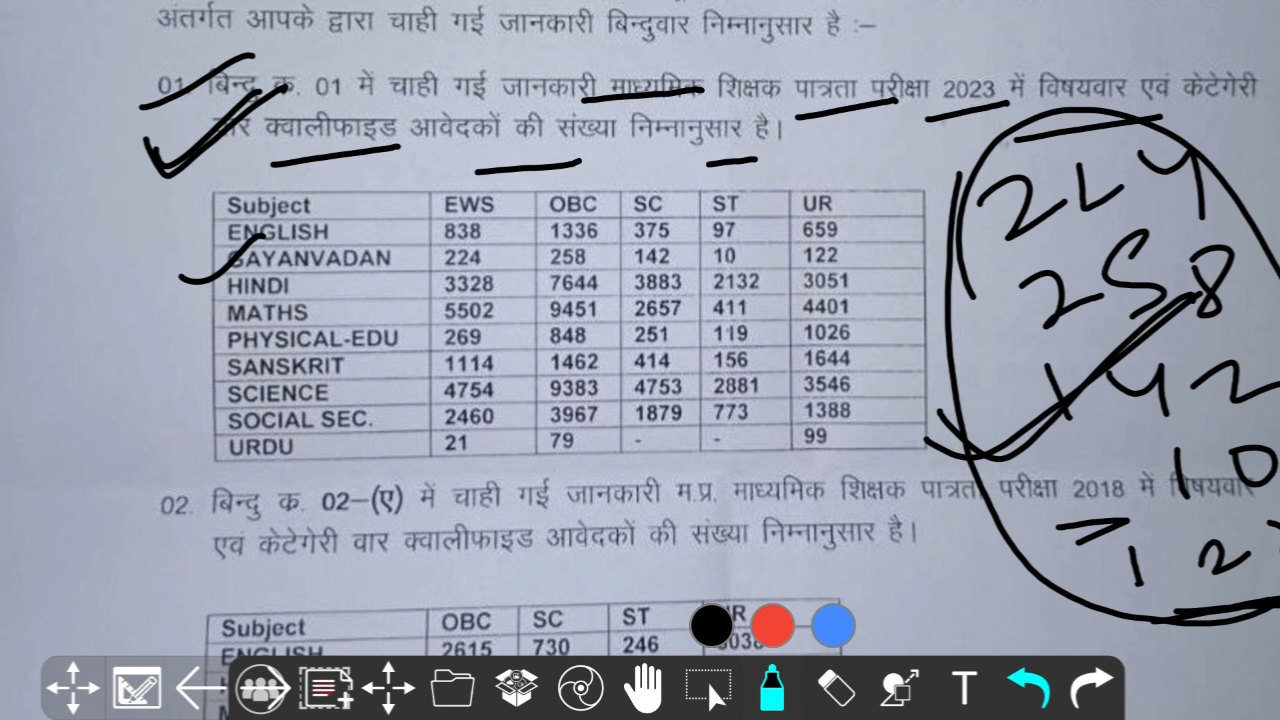 अंतर्गत आपके द्वारा चाही गई जानकारी बिन्दुवार निम्नानुसार है :–
01. बिन्दु क. 01 में चाही गई जानकारी माध्यमिक शिक्षक पात्रता परीक्षा 2023 में विषयवार एवं केटेगेरी
वार क्वालीफाइड आवेदकों की संख्या निम्नानुसार है।
Subject EWS OBC SC ST UR
ENGLISH 838 1336 375 97 659
GAYANVADAN 224 258 142 10 122
HINDI 3328 7644 3883 2132 3051
MATHS 5502 9451 2657 411 4401
PHYSICAL-EDU 269 848 251 119 1026
SANSKRIT 1114 1462 414 156 1644
SCIENCE 4754 9383 4753 2881 3546
SOCIAL SEC. 2460 3967 1879 773 1388
URDU 21 79 - - 99
258
142
10
02. बिन्दु क. 02–(ए) में चाही गई जानकारी म.प्र. माध्यमिक शिक्षक पात्रता परीक्षा 2018 में विषयवार
एवं केटेगेरी वार क्वालीफाइड आवेदकों की संख्या निम्नानुसार है।
Subject OBC SC ST UR
ENGLISH 2615 730 246
T